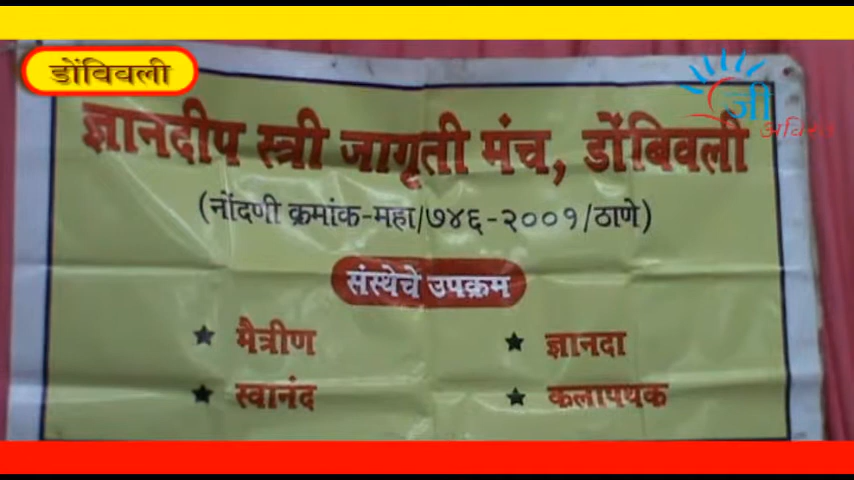 डोंबिवली
जी
ज्ञानदीप स्त्री जागृती मंच, डोंबिवली
(नोंदणी क्रमांक-महा/७४६-२००१/ठाणे)
संस्थेचे उपक्रम
★ मैत्रीण ★ ज्ञानदा
★ स्वानंद ★ कलापथक